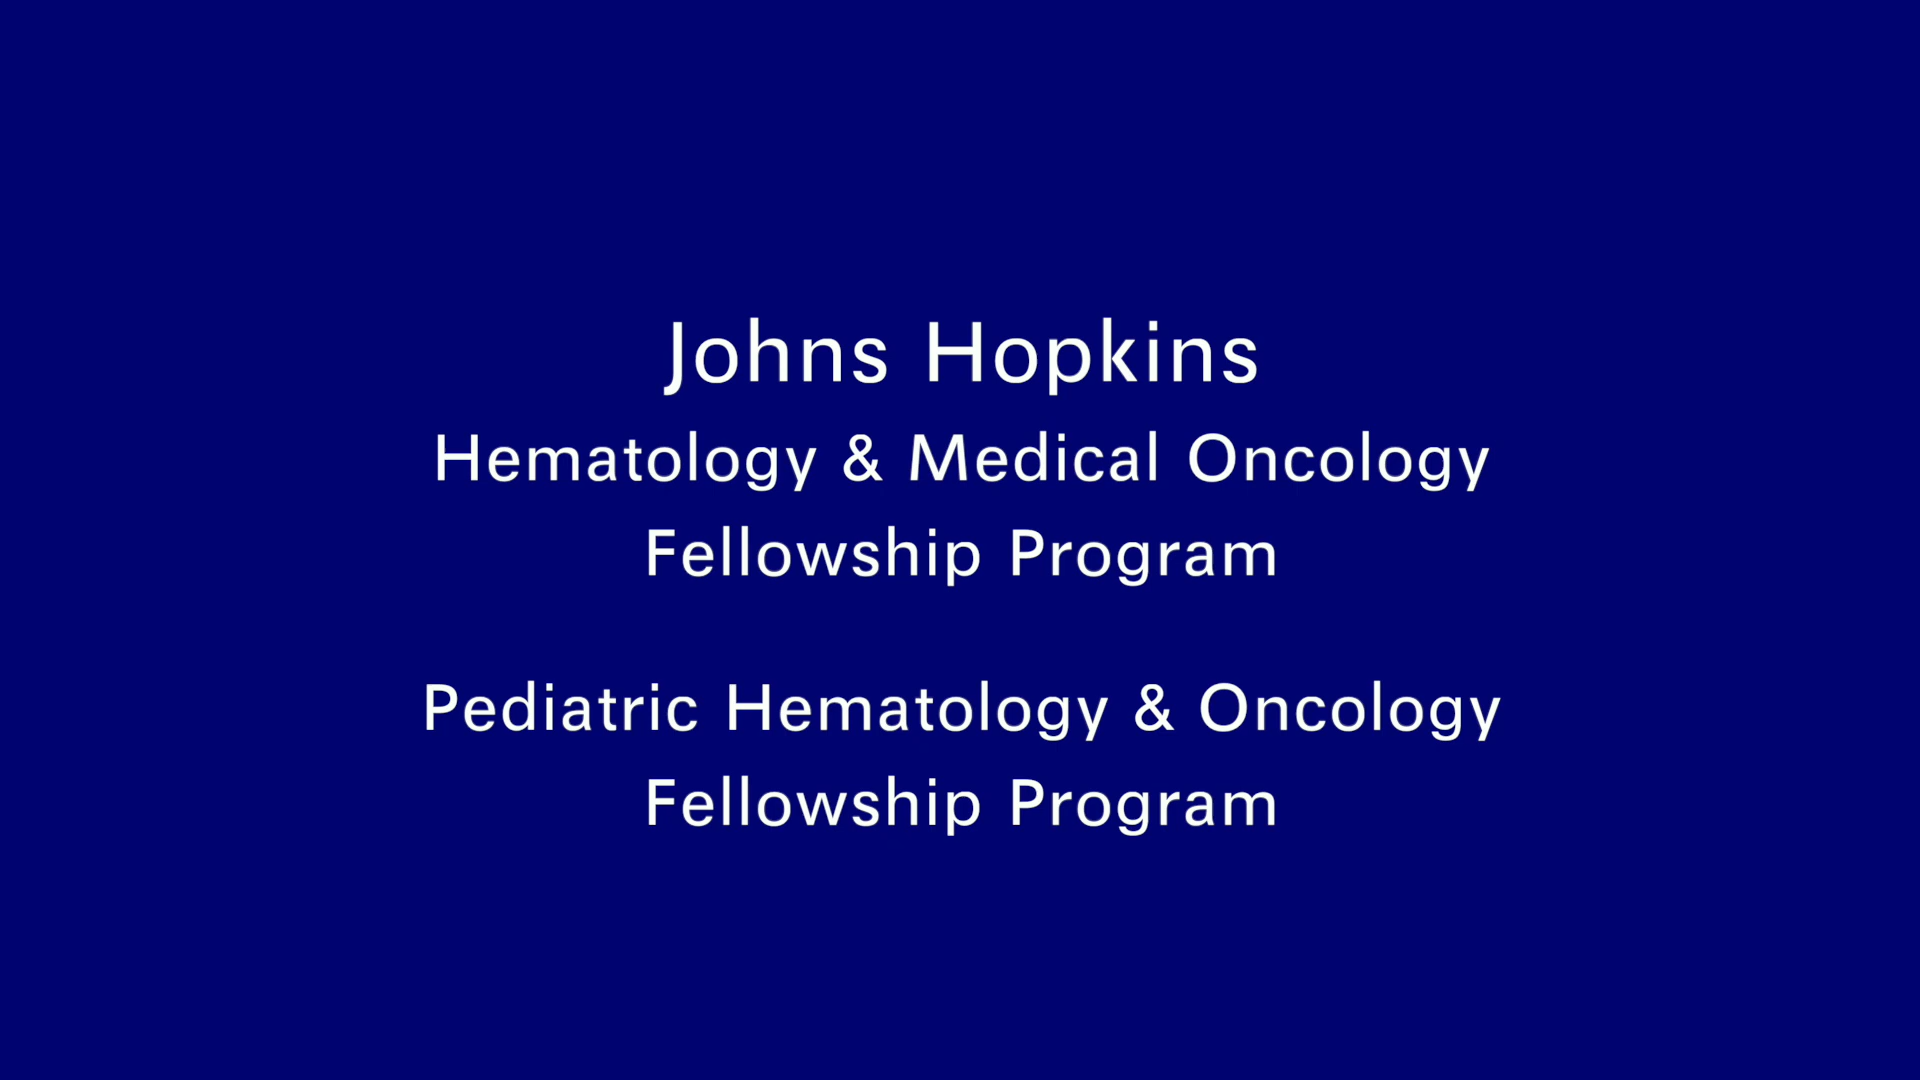 Johns Hopkins
Hematology & Medical Oncology
Fellowship Program
Pediatric Hematology & Oncology
Fellowship Program